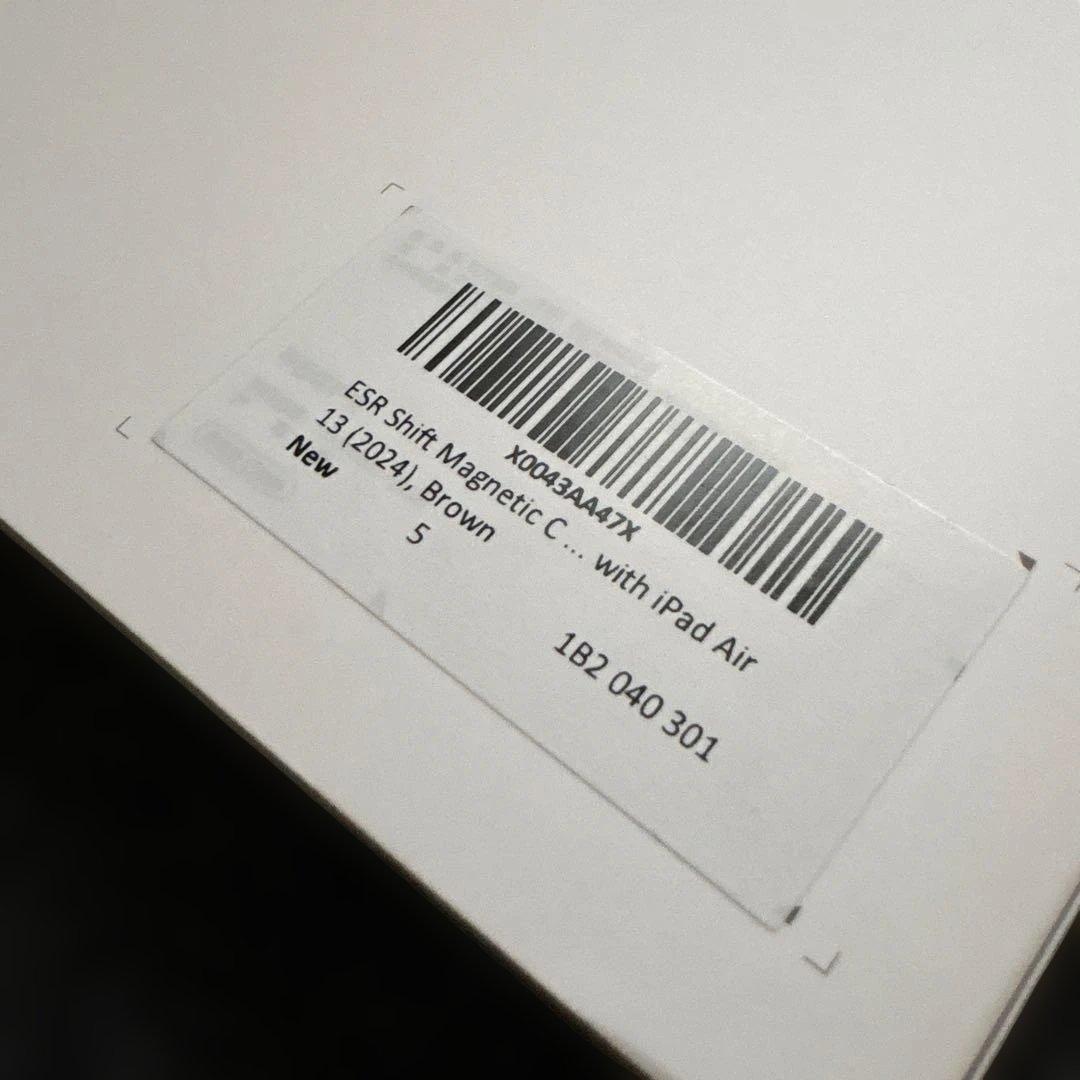 X0043AA47X
ESR Shift Magnetic C ... with iPad Air
13 (2024), Brown
New
5
1B2 040 301